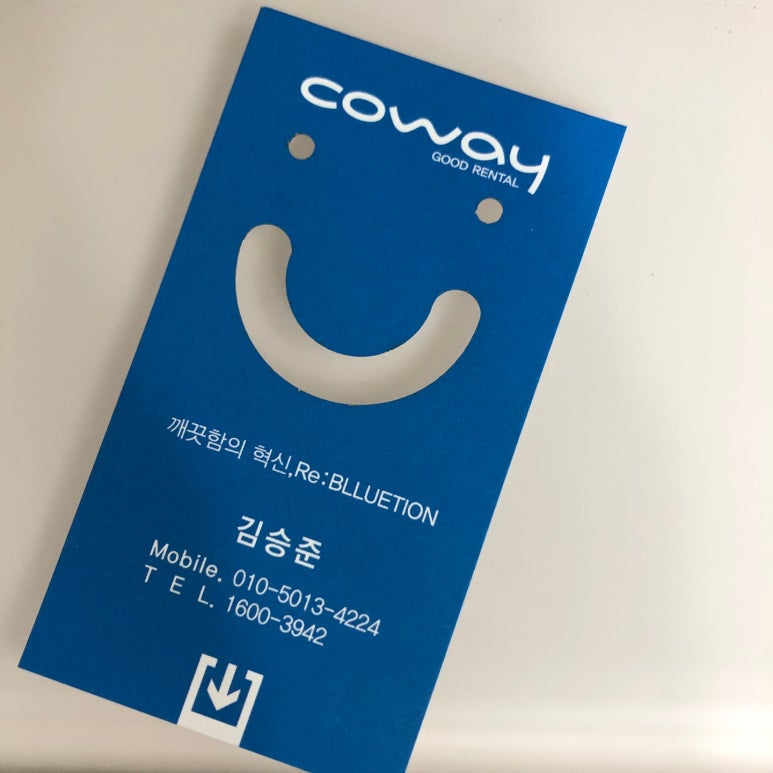 coway
GOOD RENTAL
깨끗함의 혁신,Re:BLLUETION
김승준
Mobile. 010-5013-4224
T E L. 1600-3942